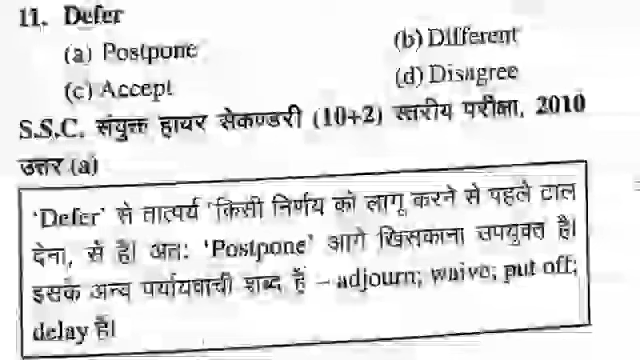 11. Defer
(a) Postpone (b) Different
(c) Accept (d) Disagree
S.S.C. संयुक्त हायर सेकण्डरी (10+2) स्तरीय परीक्षा, 2010
उत्तर (a)
'Defer' से तात्पर्य 'किसी निर्णय को लागू करने से पहले टाल
देना, से है। अतः 'Postpone' आगे खिसकाना उपयुक्त है।
इसके अन्य पर्यायवाची शब्द हैं – adjourn; waive; put off;
delay है।